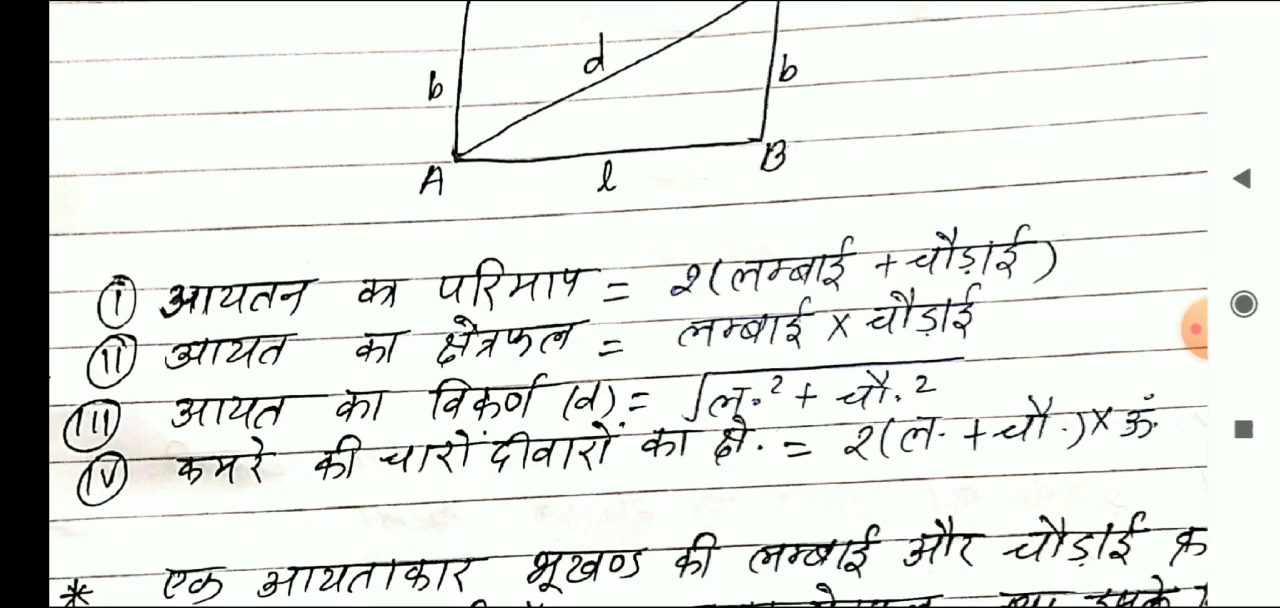 d
b
b
A
l
B
(i) आयतन का परिमाप = 2(लम्बाई + चौड़ाई)
(ii) आयत का क्षेत्रफल = लम्बाई × चौड़ाई
(iii) आयत का विकर्ण (d) = √ल.² + चौ.²
(iv) कमरे की चारों दीवारों का क्षे. = 2(ल. + चौ.) × ऊं.
* एक आयताकार भूखण्ड की लम्बाई और चौड़ाई